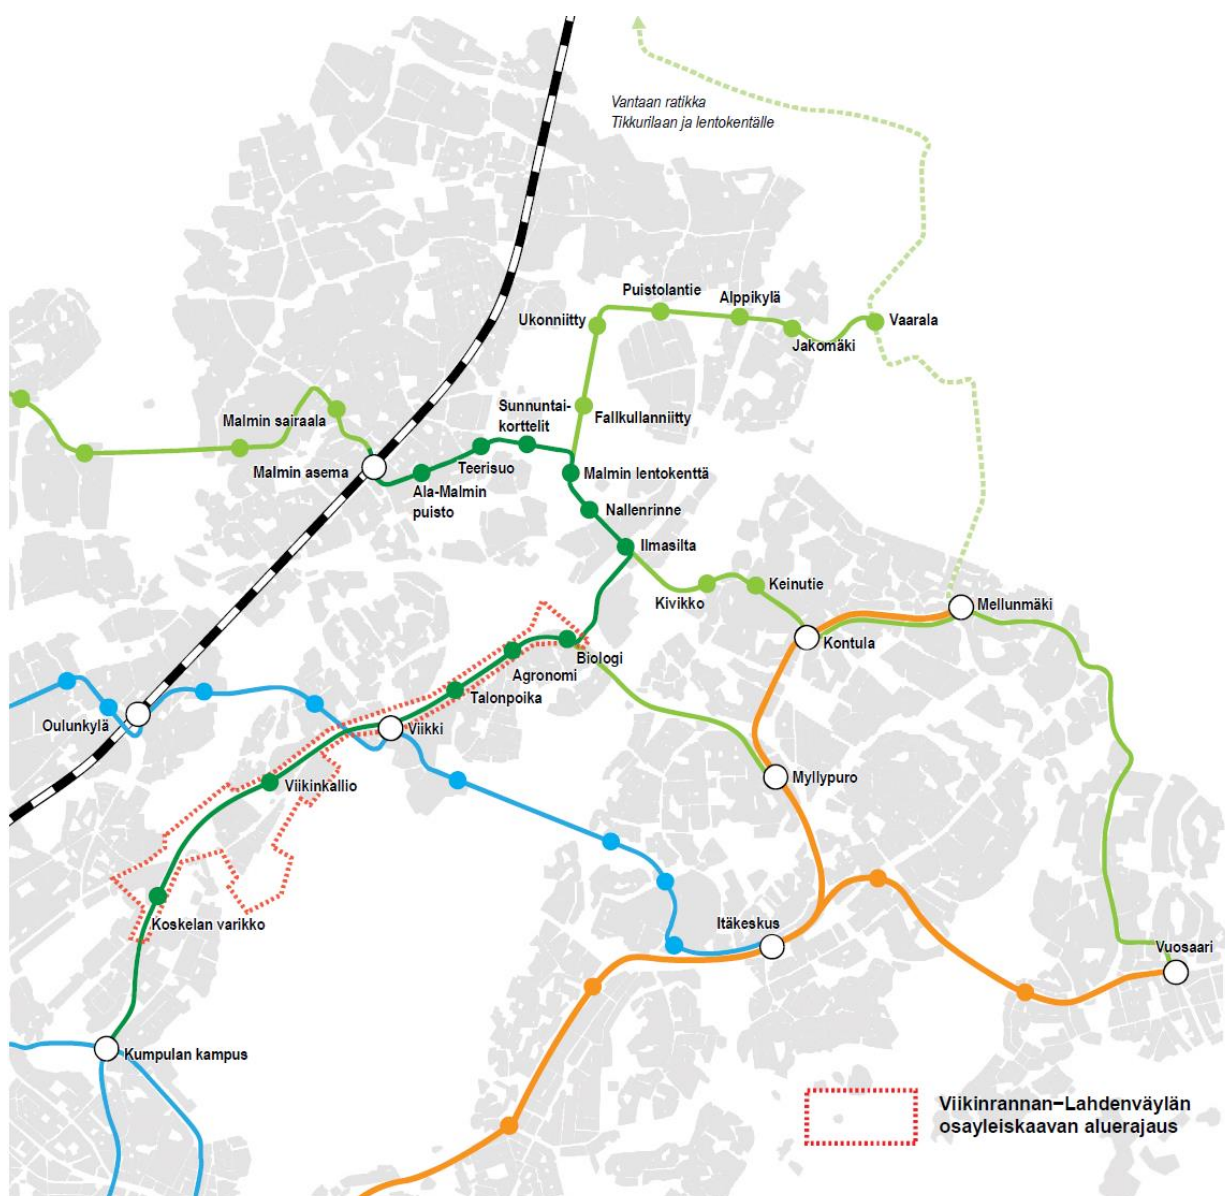 Vantaan ratikka
Tikkurilaan ja lentokentälle
Puistolantie
Alppikylä
Ukonniitty
Vaarala
Jakomäki
Sunnuntai-
korttelit
Fallkullanniitty
Malmin sairaala
Malmin asema
Teerisuo
Malmin lentokenttä
Ala-Malmin
puisto
Nallenrinne
Ilmasilta
Keinutie
Kivikko
Mellunmäki
Kontula
Biologi
Agronomi
Talonpoika
Oulunkylä
Viikki
Viikinkallio
Myllypuro
Koskelan varikko
Itäkeskus
Vuosaari
Kumpulan kampus
Viikinrannan–Lahdenväylän
osayleiskaavan aluerajaus